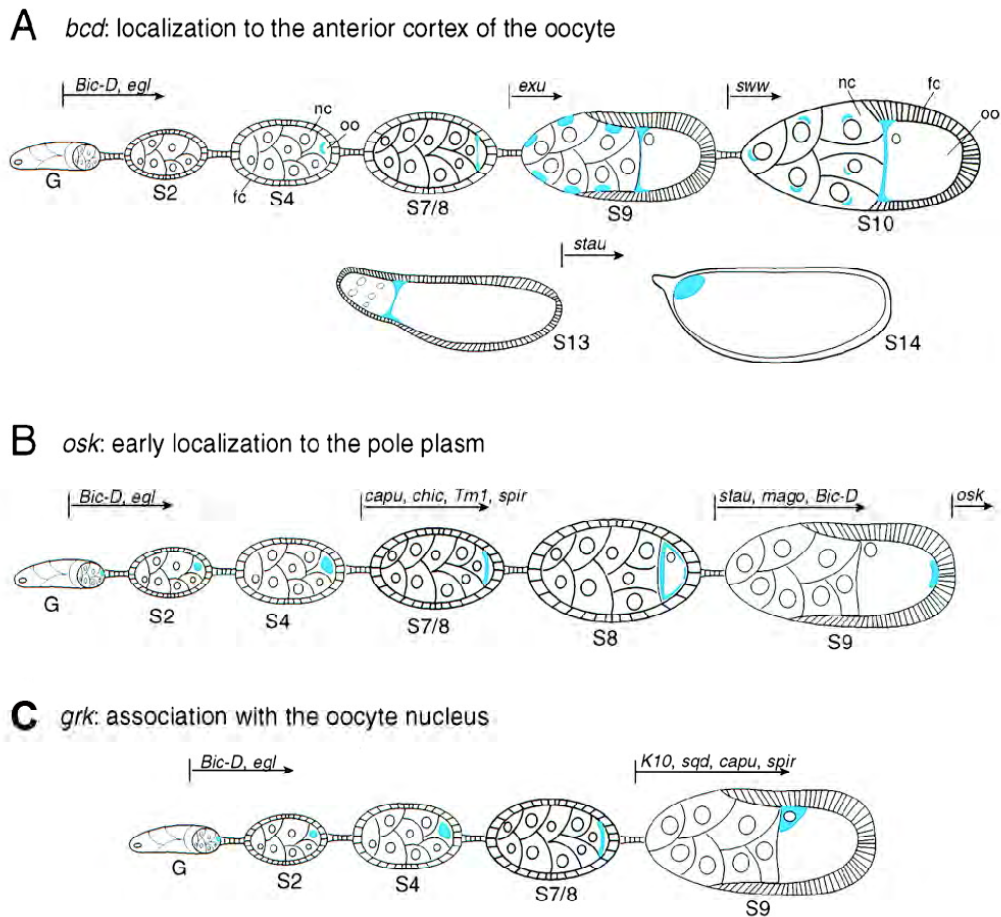 A bcd: localization to the anterior cortex of the oocyte
Bic-D, egl
exu
sww
nc
oo
nc
fc
oo
fc
G
S2
S4
S7/8
S9
S10
stau
S13
S14
B osk: early localization to the pole plasm
Bic-D, egl
capu, chic, Tm1, spir
stau, mago, Bic-D
osk
G
S2
S4
S7/8
S8
S9
C grk: association with the oocyte nucleus
Bic-D, egl
K10, sqd, capu, spir
G
S2
S4
S7/8
S9